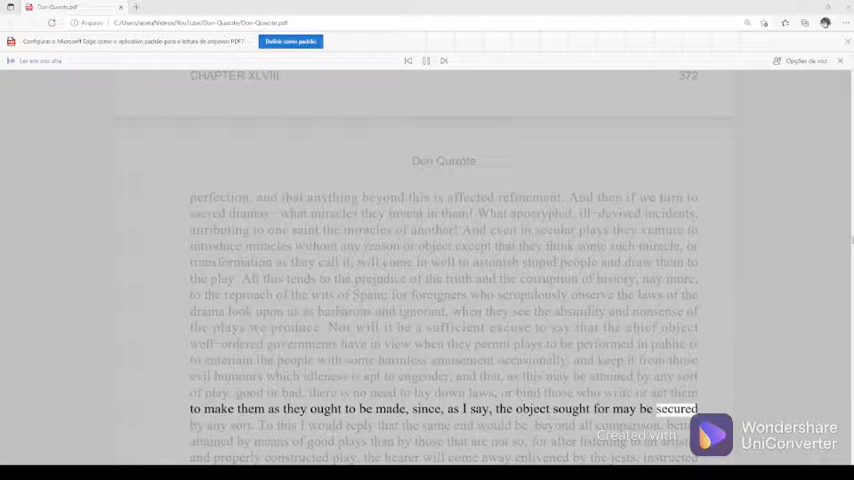 Don-Quixote.pdf
Arquivo
C:/Users/acres/Videos/YouTube/Don-Quixote/Don-Quixote.pdf
Configurar o Microsoft Edge como o aplicativo padrão para a leitura de arquivos PDF?
Definir como padrão
Ler em voz alta
Opções de voz
CHAPTER XLVIII.
372
Don Quixote
perfection, and that anything beyond this is affected refinement. And then if we turn to
sacred dramas—what miracles they invent in them! What apocryphal, ill−devised incidents,
attributing to one saint the miracles of another! And even in secular plays they venture to
introduce miracles without any reason or object except that they think some such miracle, or
transformation as they call it, will come in well to astonish stupid people and draw them to
the play. All this tends to the prejudice of the truth and the corruption of history, nay more,
to the reproach of the wits of Spain; for foreigners who scrupulously observe the laws of the
drama look upon us as barbarous and ignorant, when they see the absurdity and nonsense of
the plays we produce. Nor will it be a sufficient excuse to say that the chief object
well−ordered governments have in view when they permit plays to be performed in public is
to entertain the people with some harmless amusement occasionally, and keep it from those
evil humours which idleness is apt to engender; and that, as this may be attained by any sort
of play, good or bad, there is no need to lay down laws, or bind those who write or act them
to make them as they ought to be made, since, as I say, the object sought for may be secured
by any sort. To this I would reply that the same end would be beyond all comparison, better
attained by means of good plays than by those that are not so; for after listening to an artistic
and properly constructed play, the hearer will come away enlivened by the jests, instructed
Created with
Wondershare
UniConverter